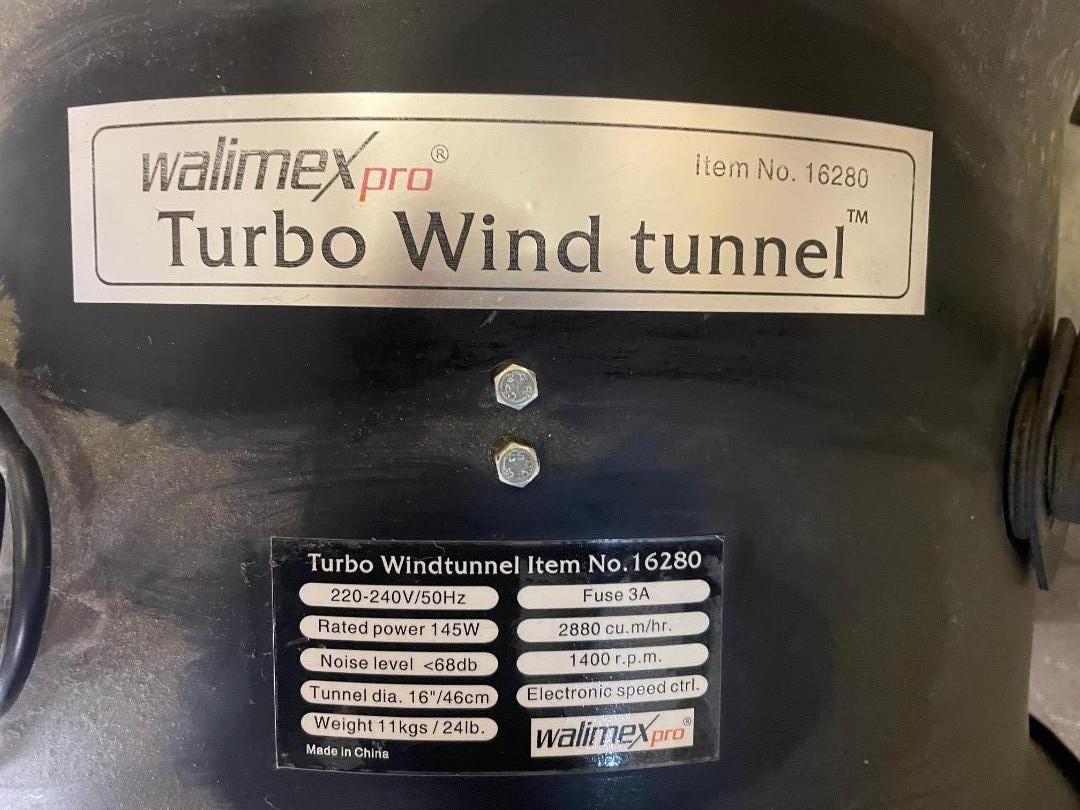 walimex pro®
Item No. 16280
Turbo Wind tunnel™
Turbo Windtunnel Item No.16280
220-240V/50Hz
Fuse 3A
Rated power 145W
2880 cu.m/hr.
Noise level <68db
1400 r.p.m.
Tunnel dia. 16"/46cm
Electronic speed ctrl.
Weight 11kgs / 24lb.
walimex pro®
Made in China